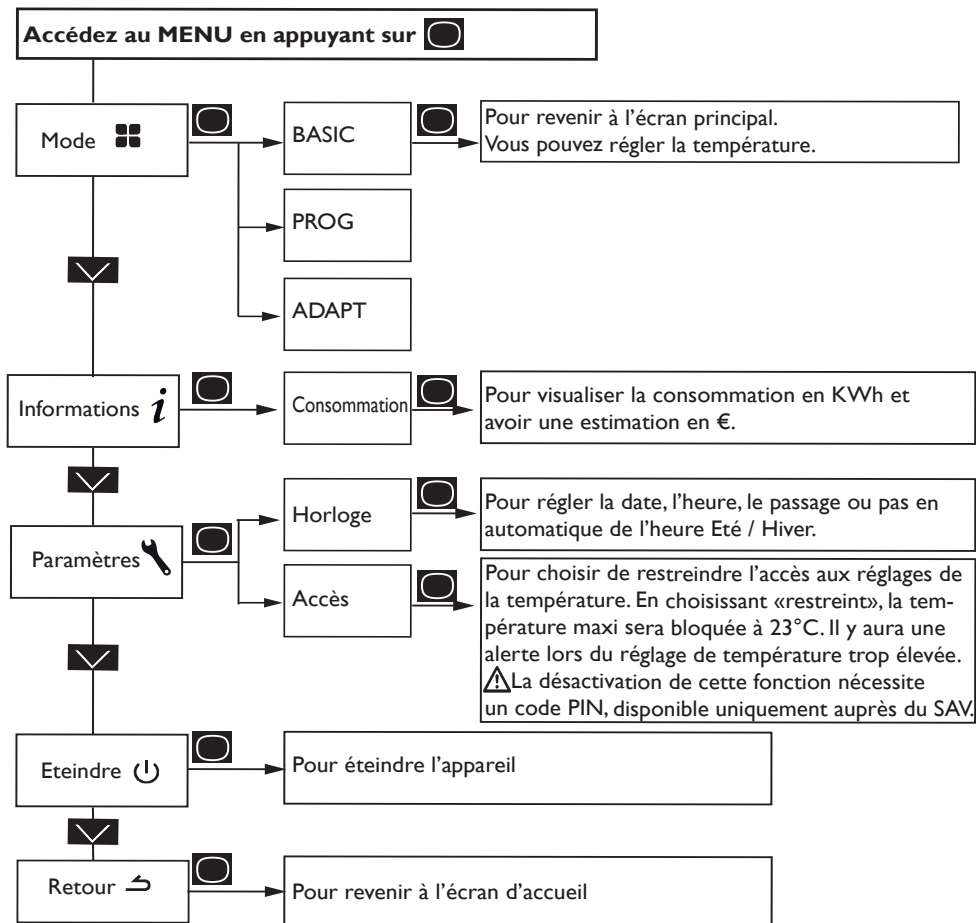 Accédez au MENU en appuyant sur
Mode
BASIC
Pour revenir à l'écran principal.
Vous pouvez régler la température.
PROG
ADAPT
Informations i
Consommation
Pour visualiser la consommation en KWh et
avoir une estimation en €.
Paramètres
Horloge
Pour régler la date, l'heure, le passage ou pas en
automatique de l'heure Eté / Hiver.
Accès
Pour choisir de restreindre l'accès aux réglages de
la température. En choisissant «restreint», la tem-
pérature maxi sera bloquée à 23°C. Il y aura une
alerte lors du réglage de température trop élevée.
⚠La désactivation de cette fonction nécessite
un code PIN, disponible uniquement auprès du SAV.
Eteindre
Pour éteindre l'appareil
Retour
Pour revenir à l'écran d'accueil